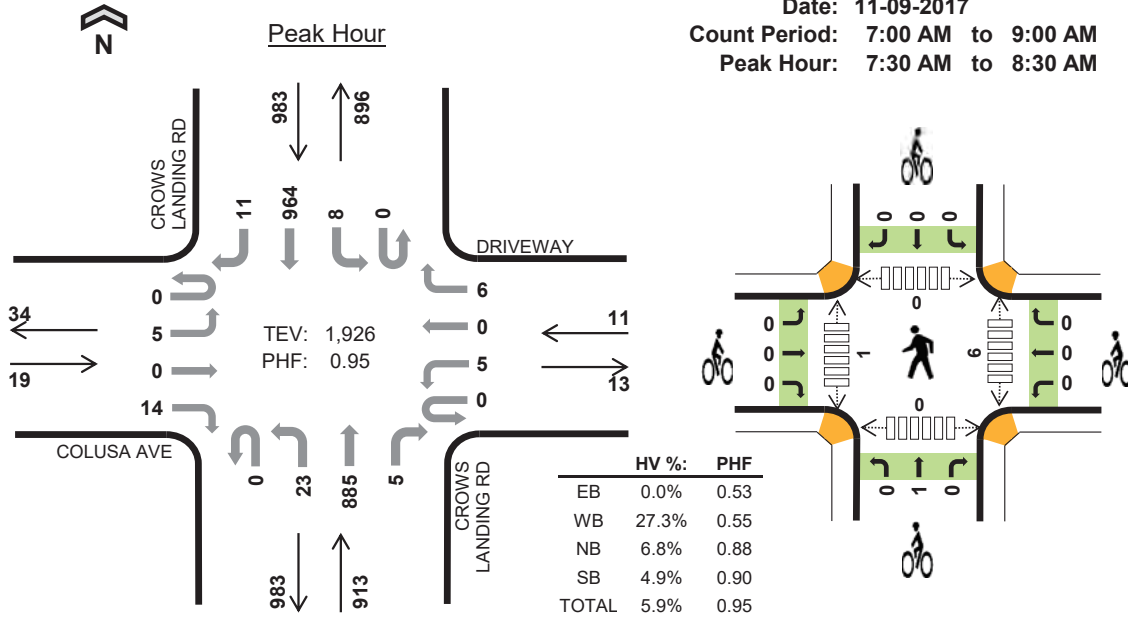 N
Peak Hour
Date: 11-09-2017
Count Period: 7:00 AM to 9:00 AM
Peak Hour: 7:30 AM to 8:30 AM
983
896
CROWS
LANDING RD
11
964
8
0
DRIVEWAY
0
5
0
14
34
19
TEV: 1,926
PHF: 0.95
6
0
5
0
11
13
COLUSA AVE
0
23
885
5
CROWS
LANDING RD
983
913
HV %: PHF
EB 0.0% 0.53
WB 27.3% 0.55
NB 6.8% 0.88
SB 4.9% 0.90
TOTAL 5.9% 0.95
0 0 0
0
0
0
0
1
6
0
0
0
0
0 1 0